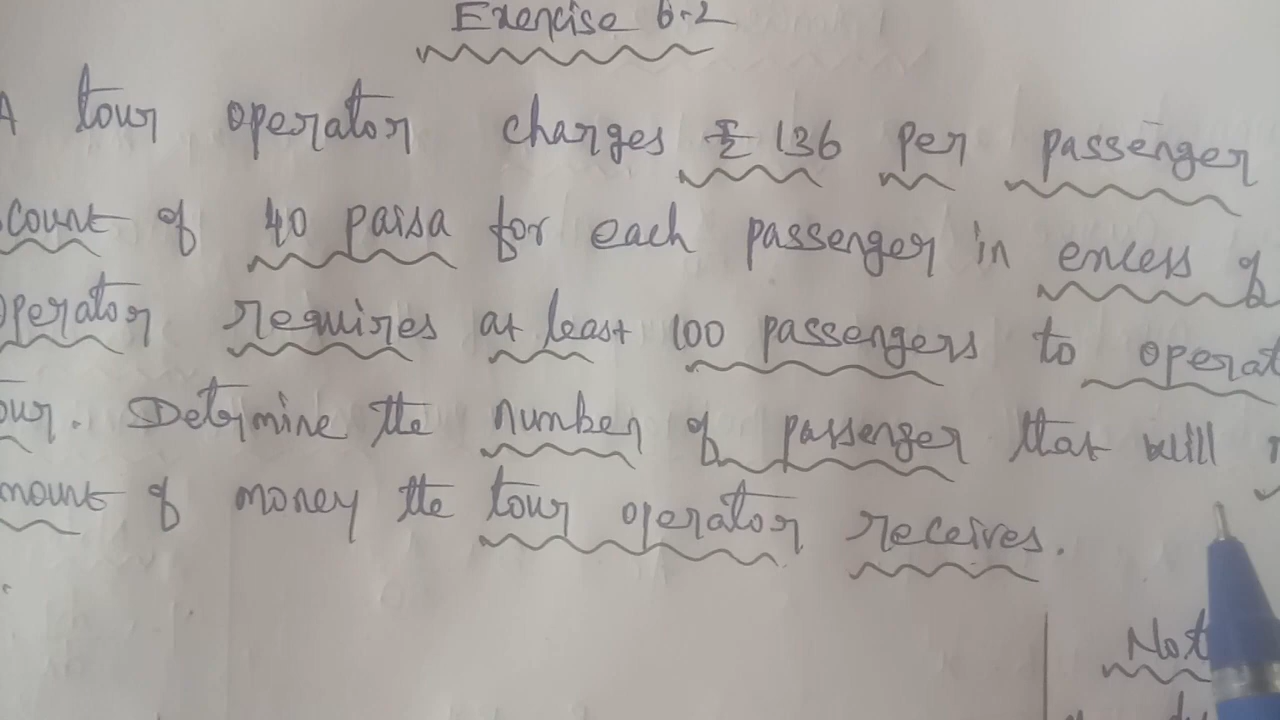 Exercise 6.2
A tour operator charges ₹ 136 per passenger
count of 40 paisa for each passenger in excess of
operator requires at least 100 passengers to operat
our. Determine the number of passenger that will
mount of money the tour operator receives.
Not